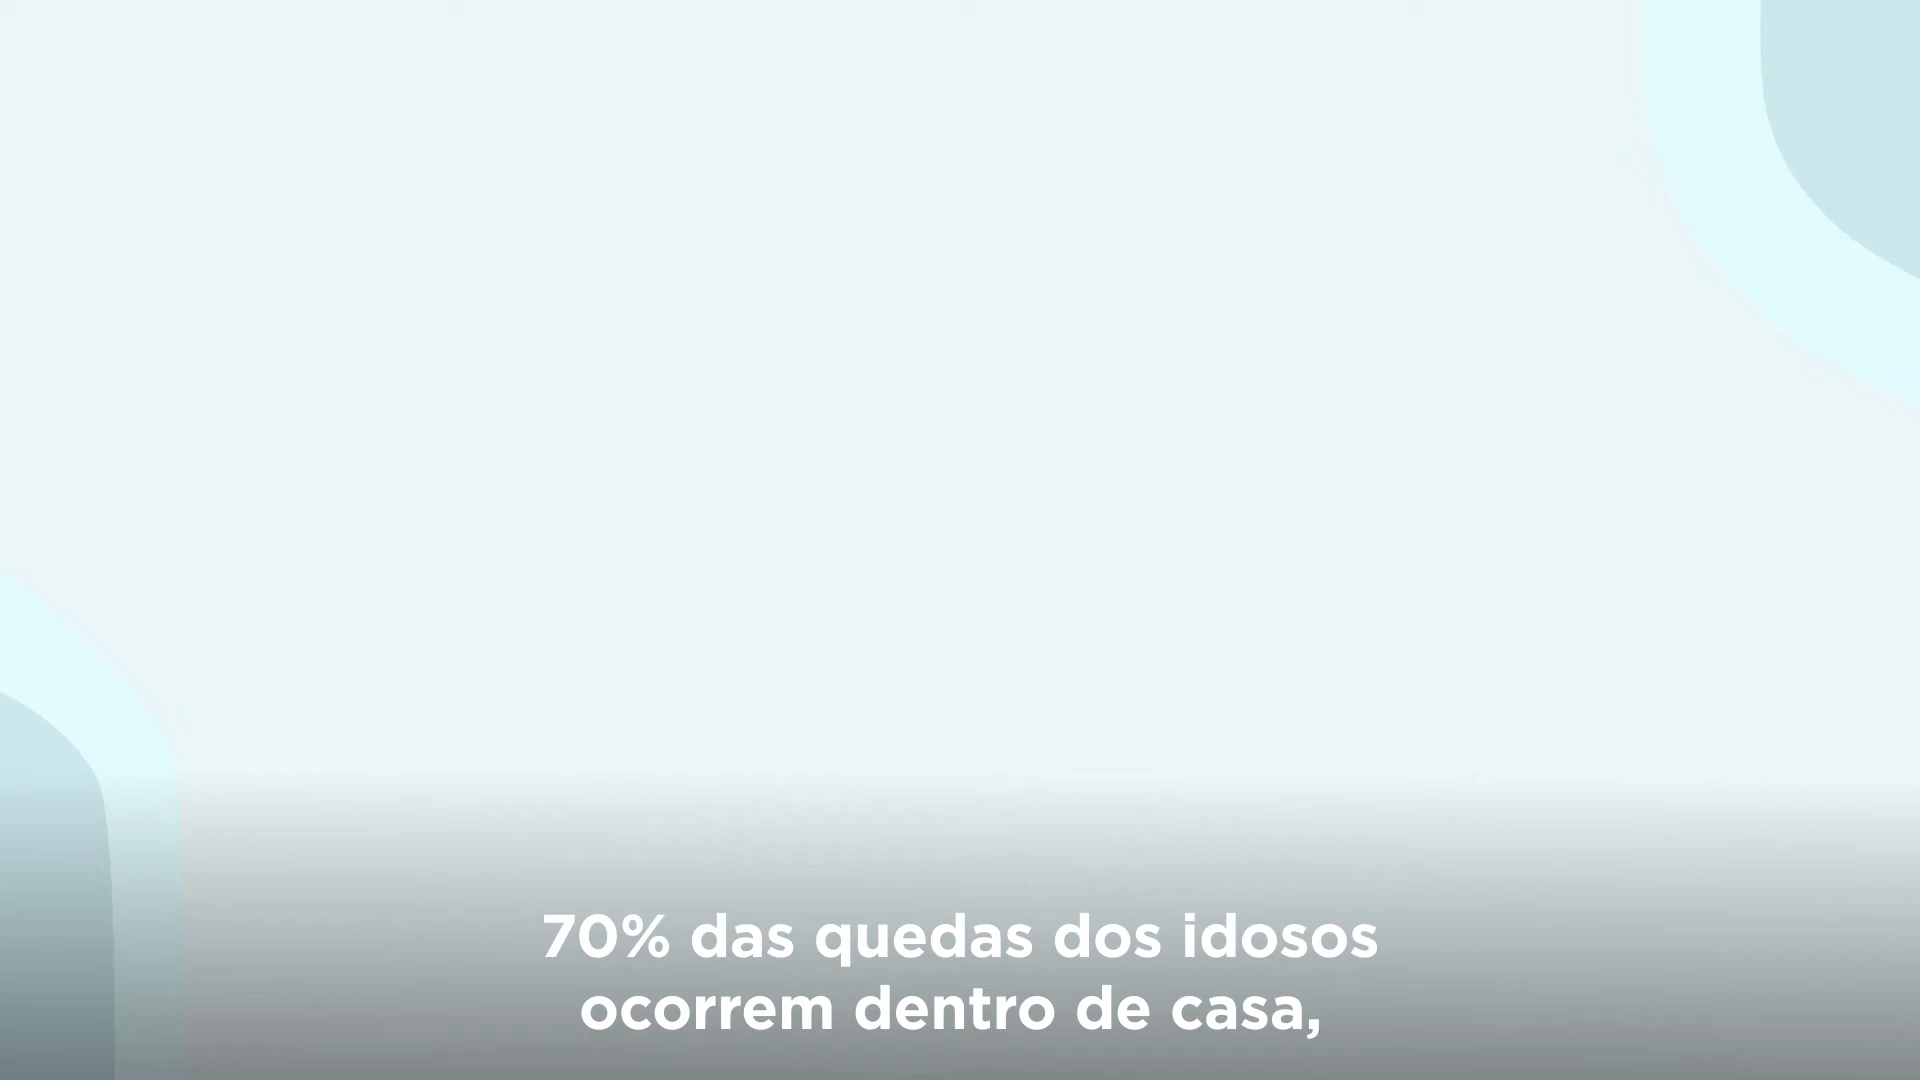 70% das quedas dos idosos
ocorrem dentro de casa,